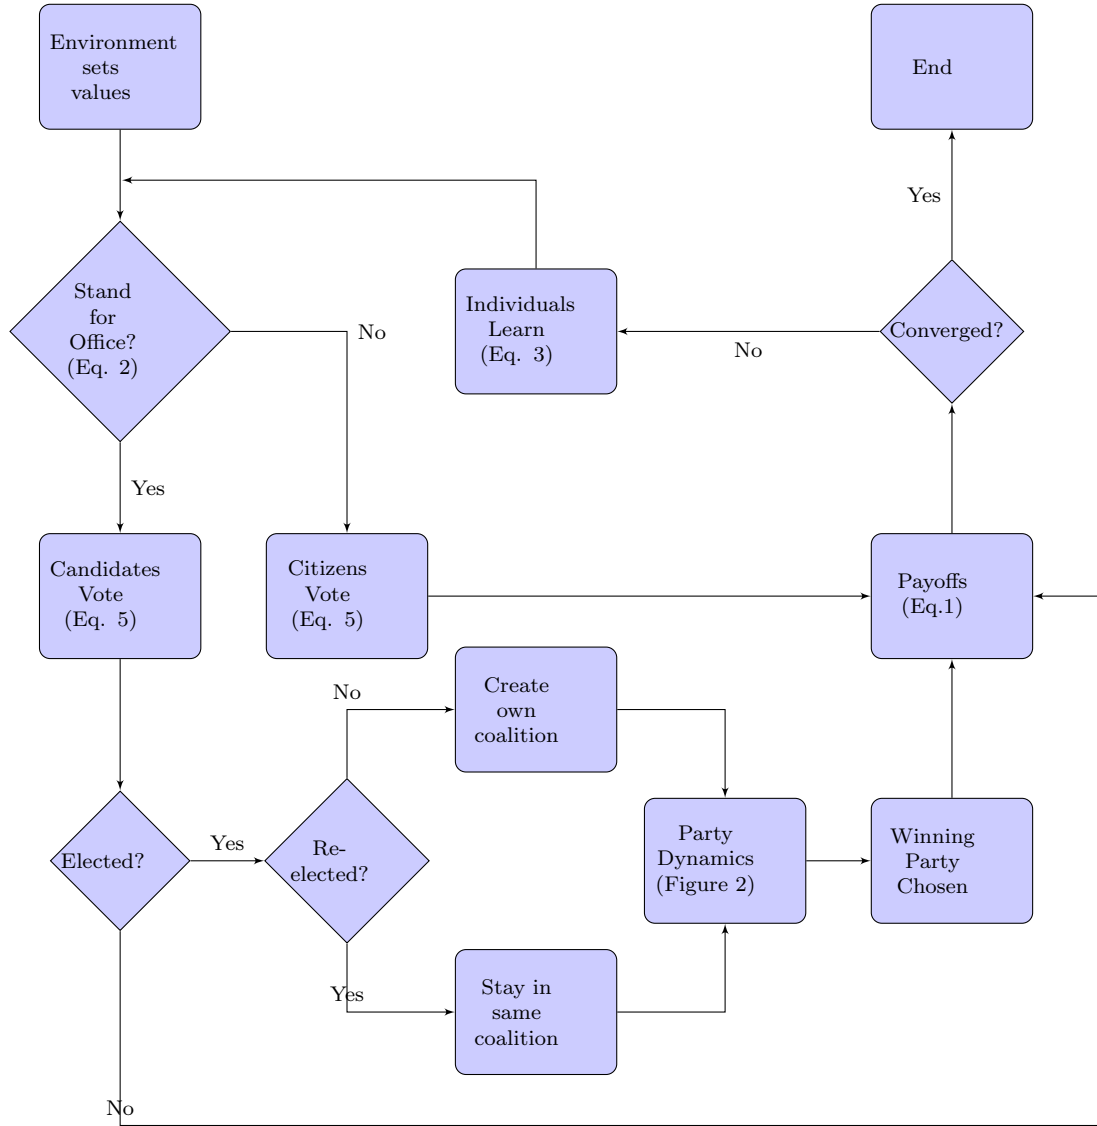 Environment
sets
values
End
Yes
Stand
for
Office?
(Eq. 2)
No
Individuals
Learn
(Eq. 3)
No
Converged?
Yes
Candidates
Vote
(Eq. 5)
Citizens
Vote
(Eq. 5)
Payoffs
(Eq.1)
No
Create
own
coalition
Elected?
Yes
Re-
elected?
Party
Dynamics
(Figure 2)
Winning
Party
Chosen
Yes
Stay in
same
coalition
No